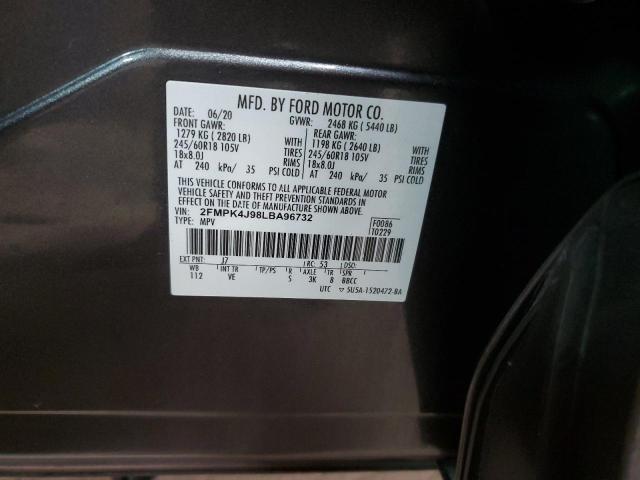 MFD. BY FORD MOTOR CO.
DATE: 06/20 GVWR: 2468 KG ( 5440 LB)
FRONT GAWR: REAR GAWR:
1279 KG ( 2820 LB) WITH 1198 KG ( 2640 LB) WITH
245/60R18 105V TIRES 245/60R18 105V TIRES
18x8.0J RIMS 18x8.0J RIMS
AT 240 kPa/ 35 PSI COLD AT 240 kPa/ 35 PSI COLD
THIS VEHICLE CONFORMS TO ALL APPLICABLE FEDERAL MOTOR
VEHICLE SAFETY AND THEFT PREVENTION STANDARDS IN
EFFECT ON THE DATE OF MANUFACTURE SHOWN ABOVE.
VIN: 2FMPK4J98LBA96732 F0086
TYPE: MPV T0229
EXT PNT: J7 RC: 53 DSO:
WB INT TR TP/PS R AXLE TR SPR
112 VE 5 3K 8 BBCC
UTC ▽ 5U5A-1520472-BA